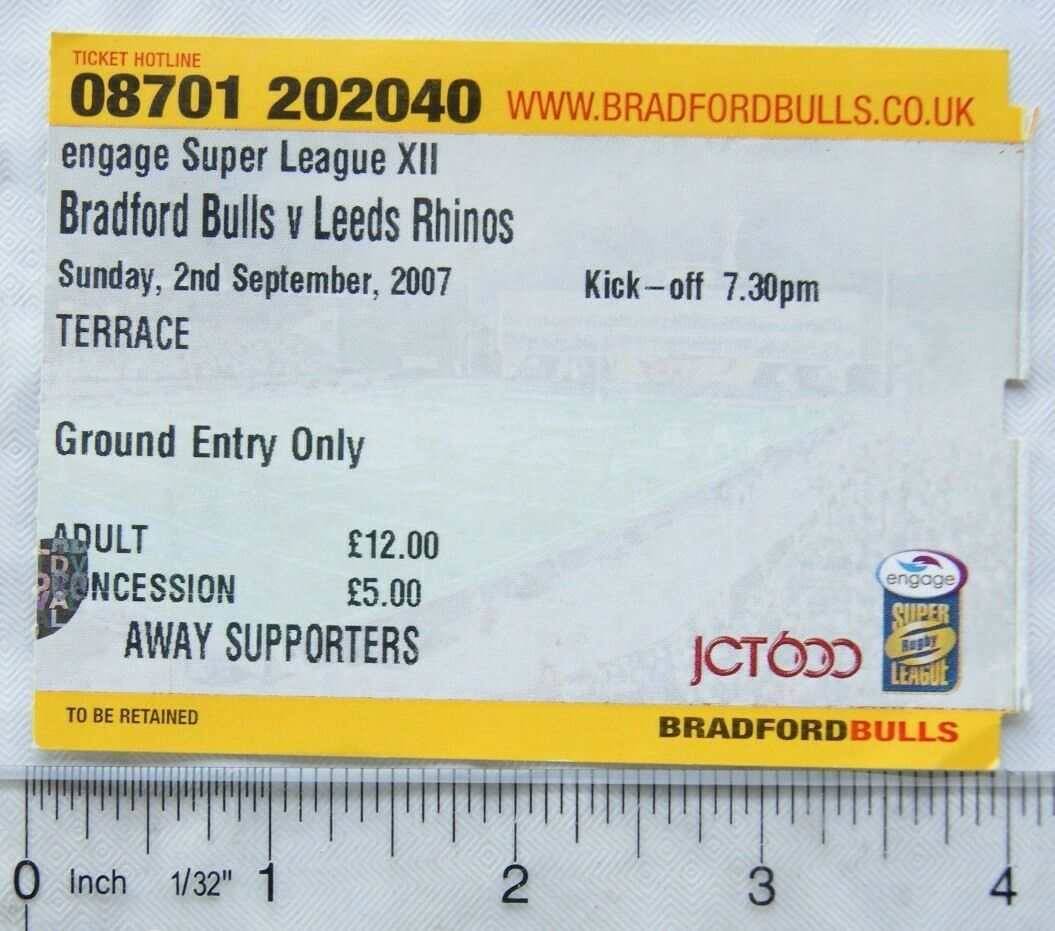 TICKET HOTLINE
08701 202040 WWW.BRADFORDBULLS.CO.UK
engage Super League XII
Bradford Bulls v Leeds Rhinos
Sunday, 2nd September, 2007 Kick-off 7.30pm
TERRACE
Ground Entry Only
ADULT £12.00
CONCESSION £5.00
AWAY SUPPORTERS
JCT600
engage
SUPER
Rugby
LEAGUE
TO BE RETAINED
BRADFORDBULLS
0 Inch 1/32" 1 2 3 4